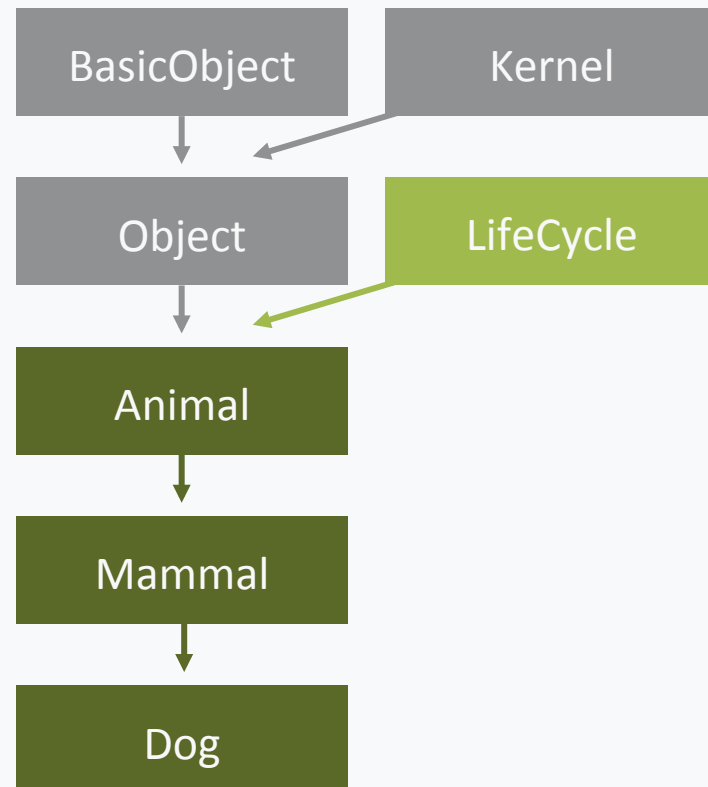 BasicObject
Kernel
Object
LifeCycle
Animal
Mammal
Dog